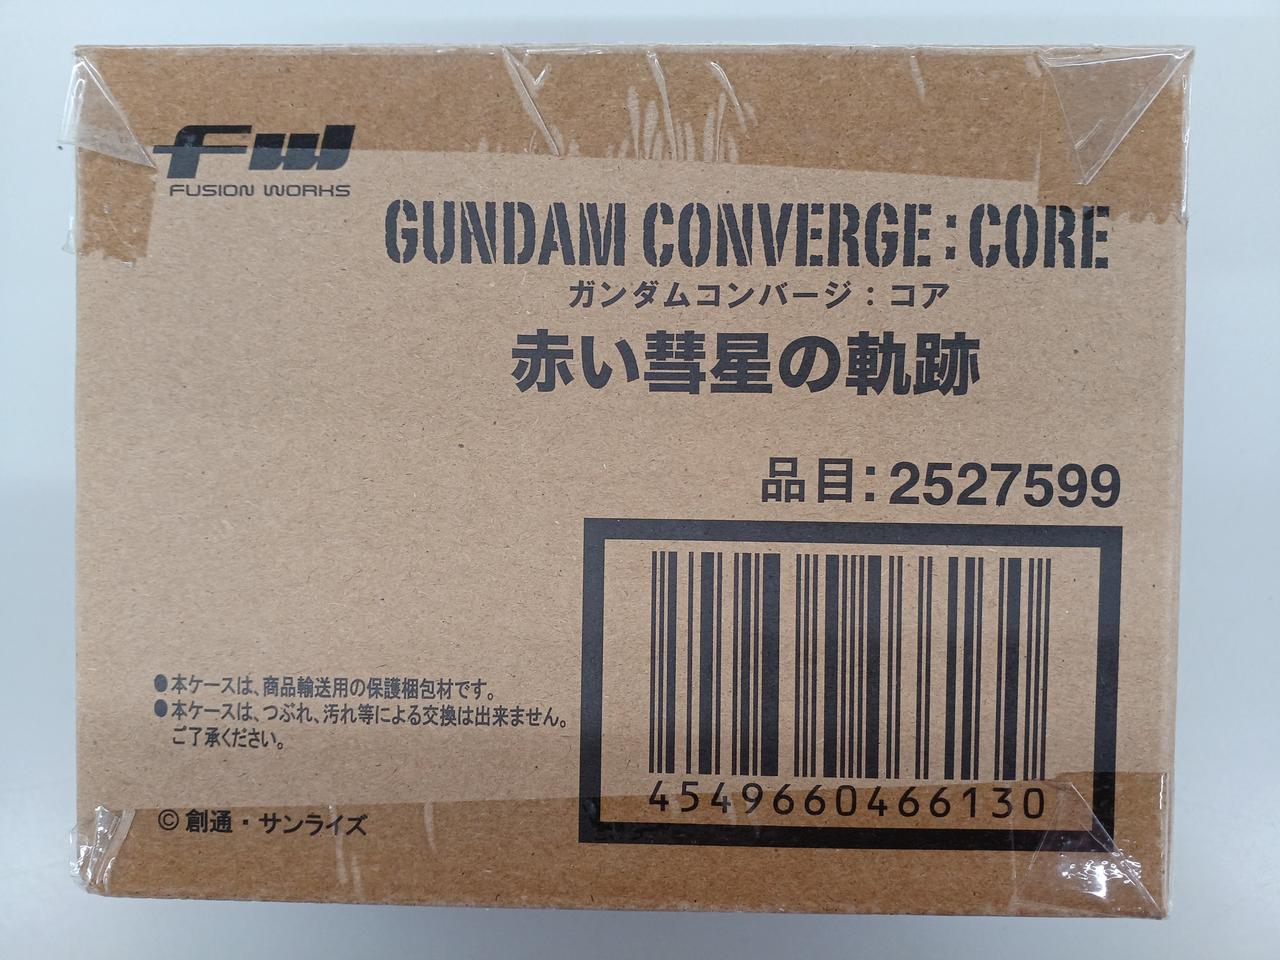 FW
FUSION WORKS
GUNDAM CONVERGE:CORE
ガンダムコンバージ:コア
赤い彗星の軌跡
品目:2527599
4549660466130
●本ケースは、商品輸送用の保護梱包材です。
●本ケースは、つぶれ、汚れ等による交換は出来ません。
ご了承ください。
©創通・サンライズ